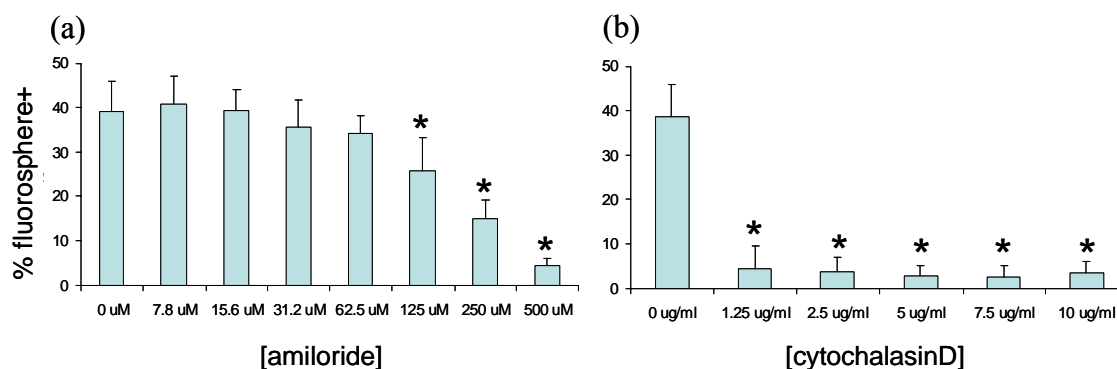 (a)
(b)
% fluorosphere+
50
40
30
20
10
0
* * *
0 uM 7.8 uM 15.6 uM 31.2 uM 62.5 uM 125 uM 250 uM 500 uM
[amiloride]
50
40
30
20
10
0
* * * * *
0 ug/ml 1.25 ug/ml 2.5 ug/ml 5 ug/ml 7.5 ug/ml 10 ug/ml
[cytochalasinD]